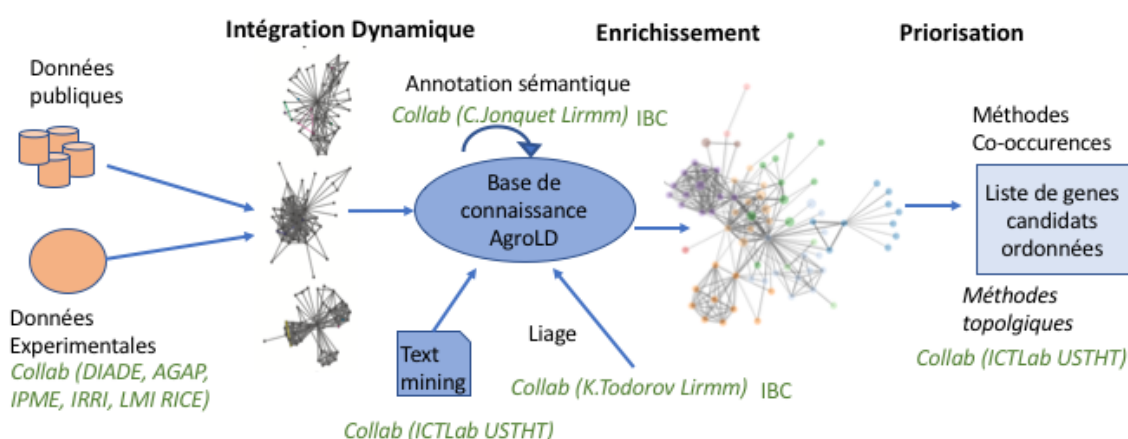 Intégration Dynamique
Enrichissement
Priorisation
Données
publiques
Annotation sémantique
Collab (C.Jonquet Lirmm) IBC
Méthodes
Co-occurences
Base de
connaissance
AgroLD
Liste de genes
candidats
ordonnées
Données
Experimentales
Collab (DIADE, AGAP,
IPME, IRRI, LMI RICE)
Text
mining
Liage
Collab (K.Todorov Lirmm) IBC
Collab (ICTLab USTHT)
Méthodes
topolgiques
Collab (ICTLab USTHT)